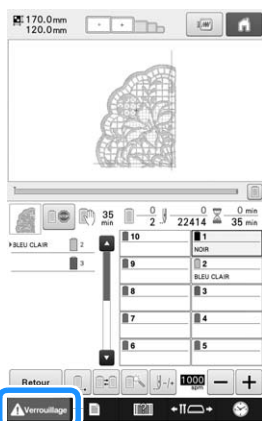 170.0mm
120.0mm
35 min
0
2
0
22414
0 min
35 min
BLEU CLAIR 2
3
10
1
NOIR
9
2
BLEU CLAIR
8
3
7
4
6
5
Retour
1000 spm
Verrouillage